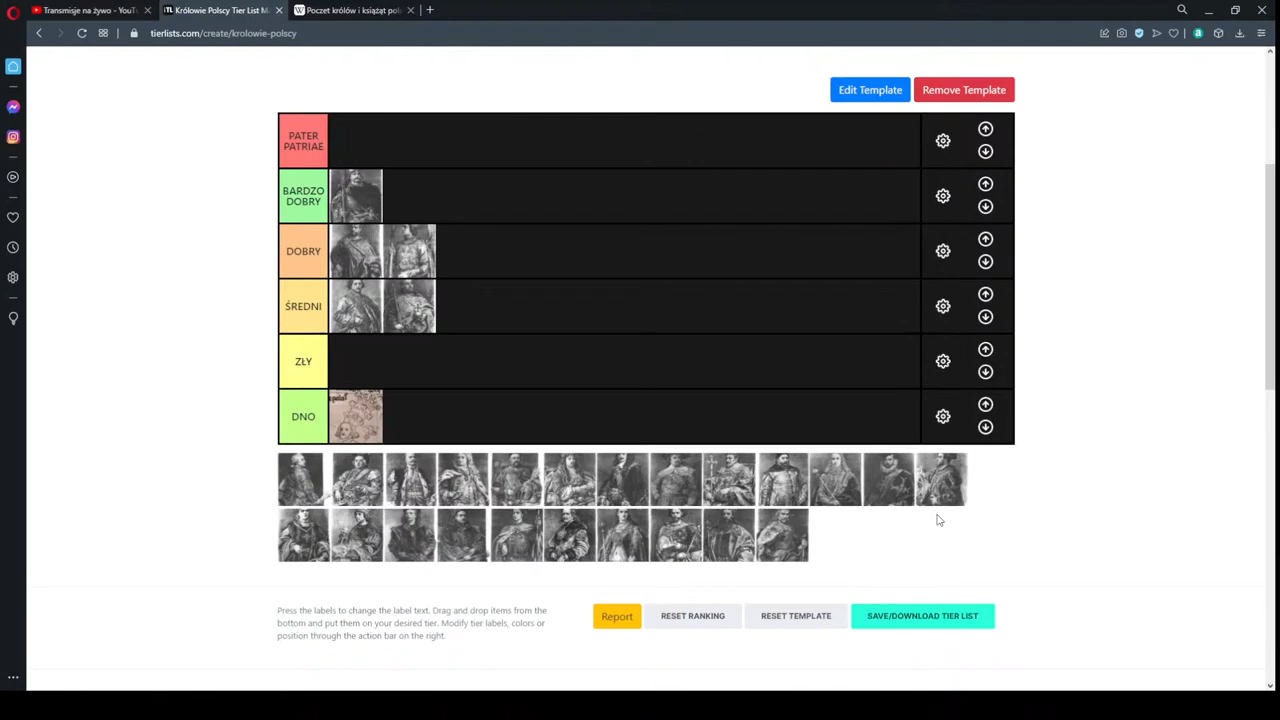 Transmisje na żywo - YouTu
Królowie Polscy Tier List M
Poczet królów i książąt pol
tierlists.com/create/krolowie-polscy
Edit Template
Remove Template
PATER
PATRIAE
BARDZO
DOBRY
DOBRY
ŚREDNI
ZŁY
DNO
Press the labels to change the label text. Drag and drop items from the
bottom and put them on your desired tier. Modify tier labels, colors or
position through the action bar on the right.
Report
RESET RANKING
RESET TEMPLATE
SAVE/DOWNLOAD TIER LIST